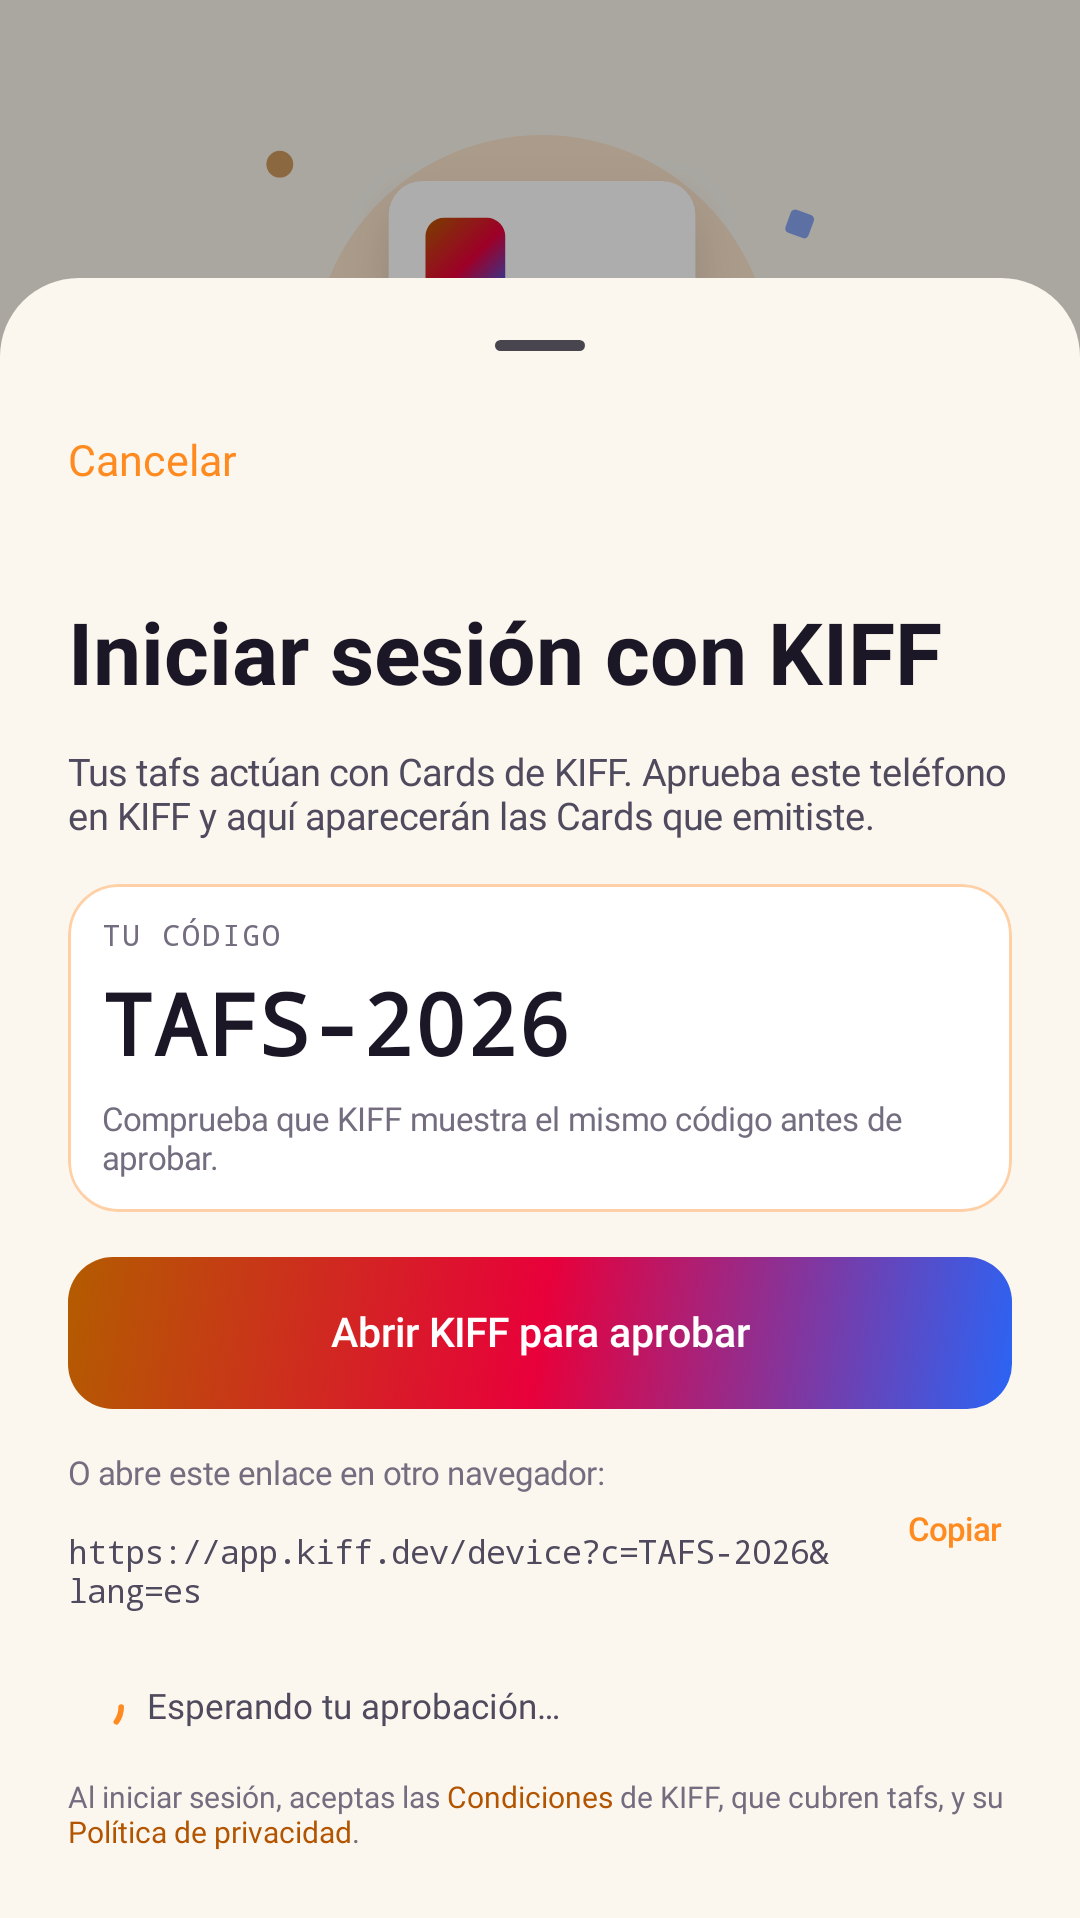 Cancelar
Iniciar sesión con KIFF
Tus tafs actúan con Cards de KIFF. Aprueba este teléfono
en KIFF y aquí aparecerán las Cards que emitiste.
TU CÓDIGO
TAFS-2026
Comprueba que KIFF muestra el mismo código antes de
aprobar.
Abrir KIFF para aprobar
O abre este enlace en otro navegador:
https://app.kiff.dev/device?c=TAFS-2026&
lang=es
Copiar
Esperando tu aprobación…
Al iniciar sesión, aceptas las Condiciones de KIFF, que cubren tafs, y su
Política de privacidad.